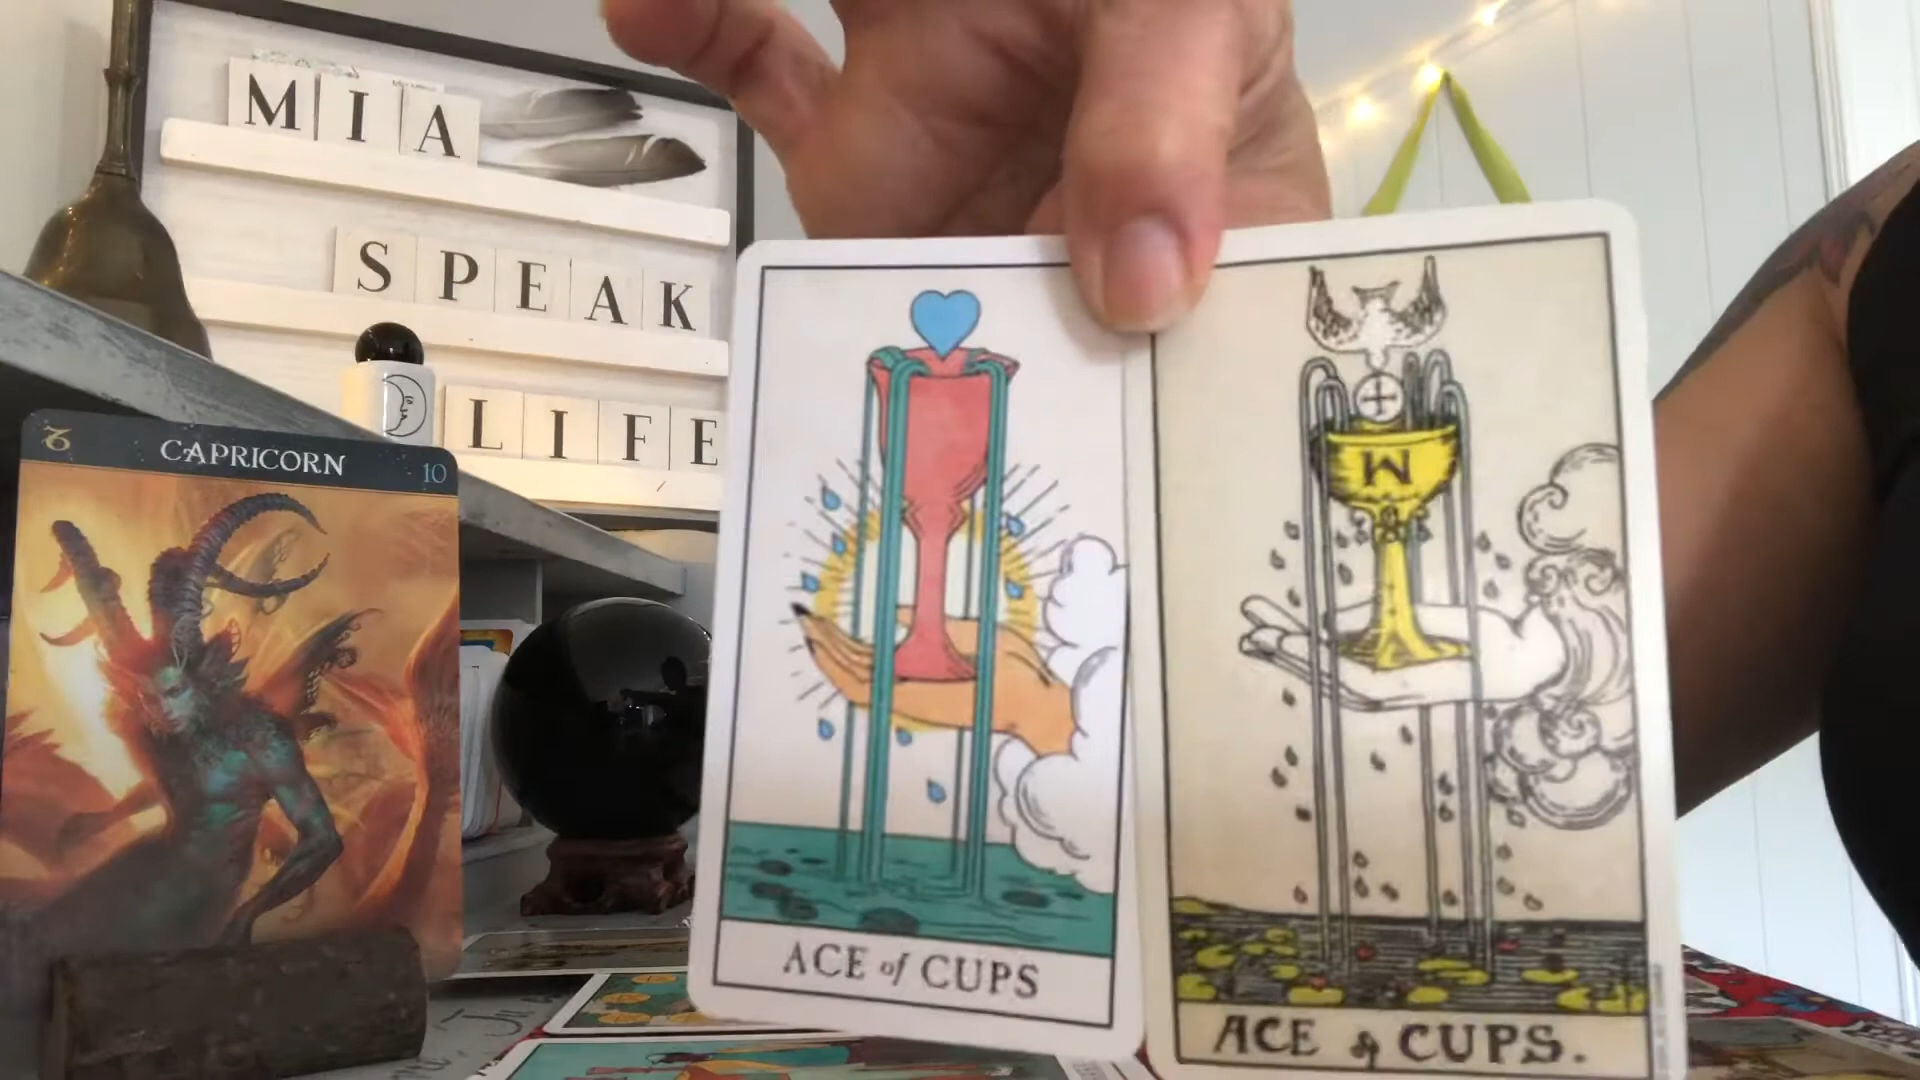 MIA
SPEAK
LIFE
CAPRICORN
10
ACE of CUPS
W
ACE of CUPS.